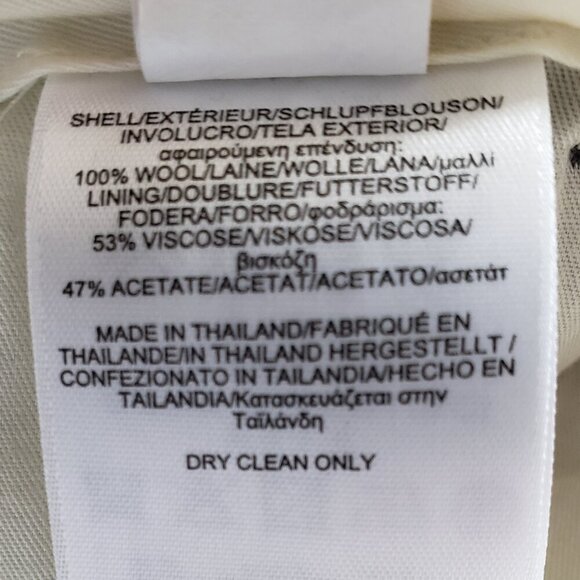 SHELL/EXTÉRIEUR/SCHLUPFBLOUSON/
INVOLUCRO/TELA EXTERIOR/
αφαιρούμενη επένδυση:
100% WOOL/LAINE/WOLLE/LANA/μαλλί
LINING/DOUBLURE/FUTTERSTOFF/
FODERA/FORRO/φοδράρισμα:
53% VISCOSE/VISKOSE/VISCOSA/
βισκόζη
47% ACETATE/ACETAT/ACETATO/ασετάτ
MADE IN THAILAND/FABRIQUÉ EN
THAILANDE/IN THAILAND HERGESTELLT /
CONFEZIONATO IN TAILANDIA/HECHO EN
TAILANDIA/Κατασκευάζεται στην
Ταϊλάνδη
DRY CLEAN ONLY